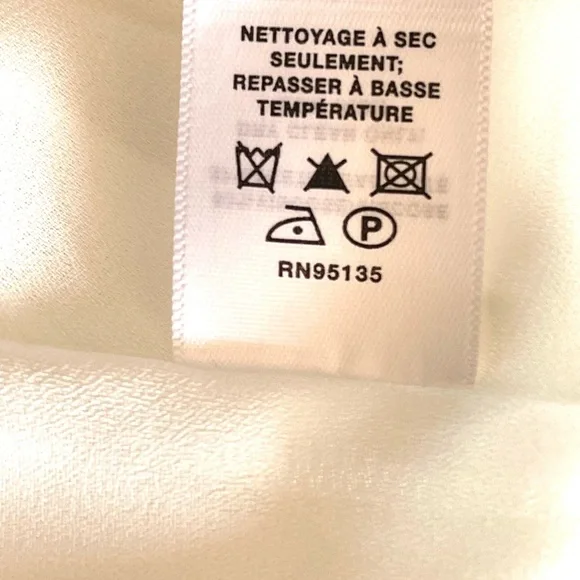 NETTOYAGE À SEC
SEULEMENT;
REPASSER À BASSE
TEMPÉRATURE
P
RN95135